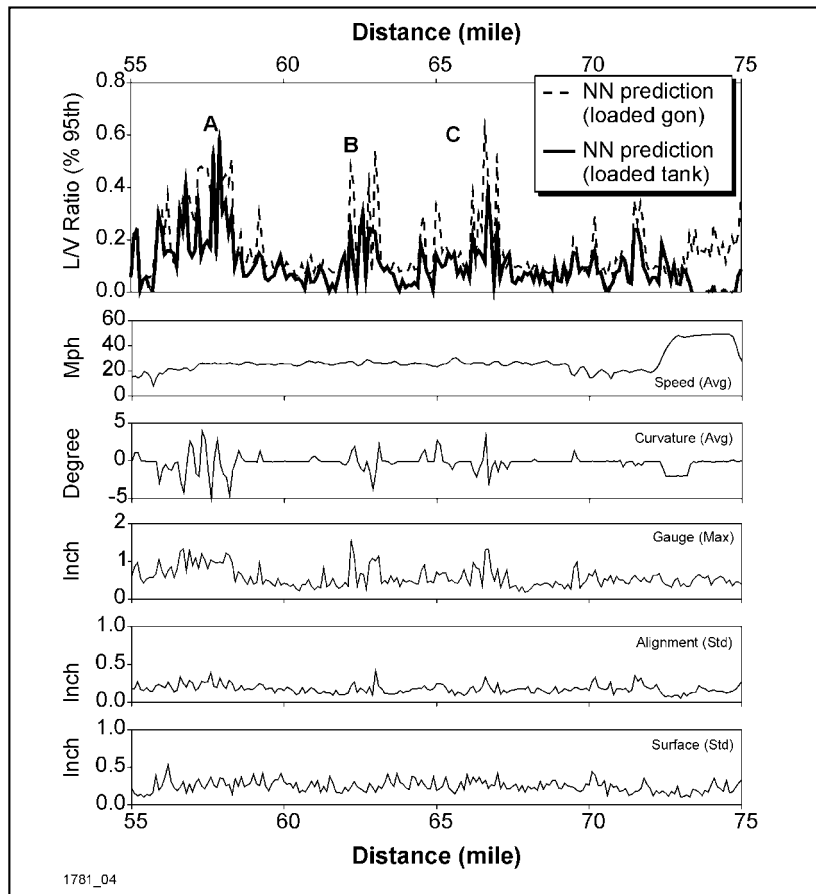 Distance (mile)
55 60 65 70 75
0.8
0.6
0.4
0.2
0.0
L/V Ratio (% 95th)
A
B
C
NN prediction
(loaded gon)
NN prediction
(loaded tank)
60
40
20
0
Mph
Speed (Avg)
5
0
-5
Degree
Curvature (Avg)
2
1
0
Inch
Gauge (Max)
1.0
0.5
0.0
Inch
Alignment (Std)
1.0
0.5
0.0
Inch
Surface (Std)
55 60 65 70 75
Distance (mile)
1781_04